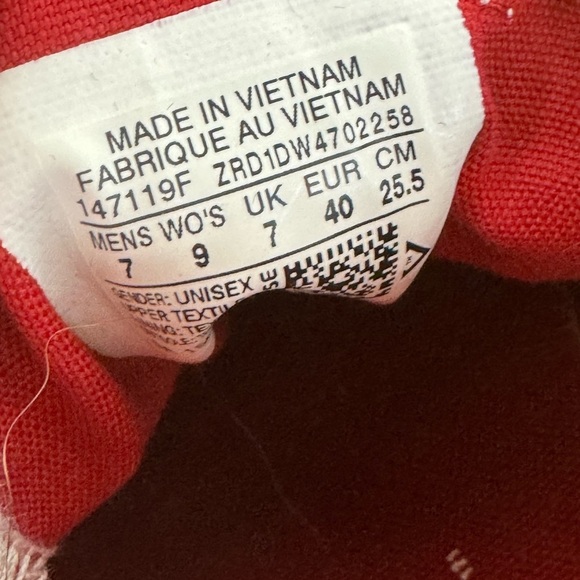 MADE IN VIETNAM
FABRIQUE AU VIETNAM
147119F ZRD1DW4702258
MENS WO'S UK EUR CM
7 9 7 40 25.5
GENDER: UNISEX